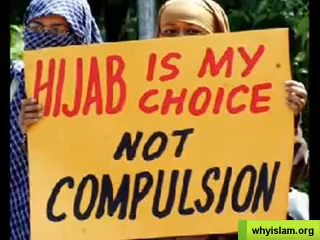 HIJAB IS MY
CHOICE
NOT
COMPULSION
whyislam.org